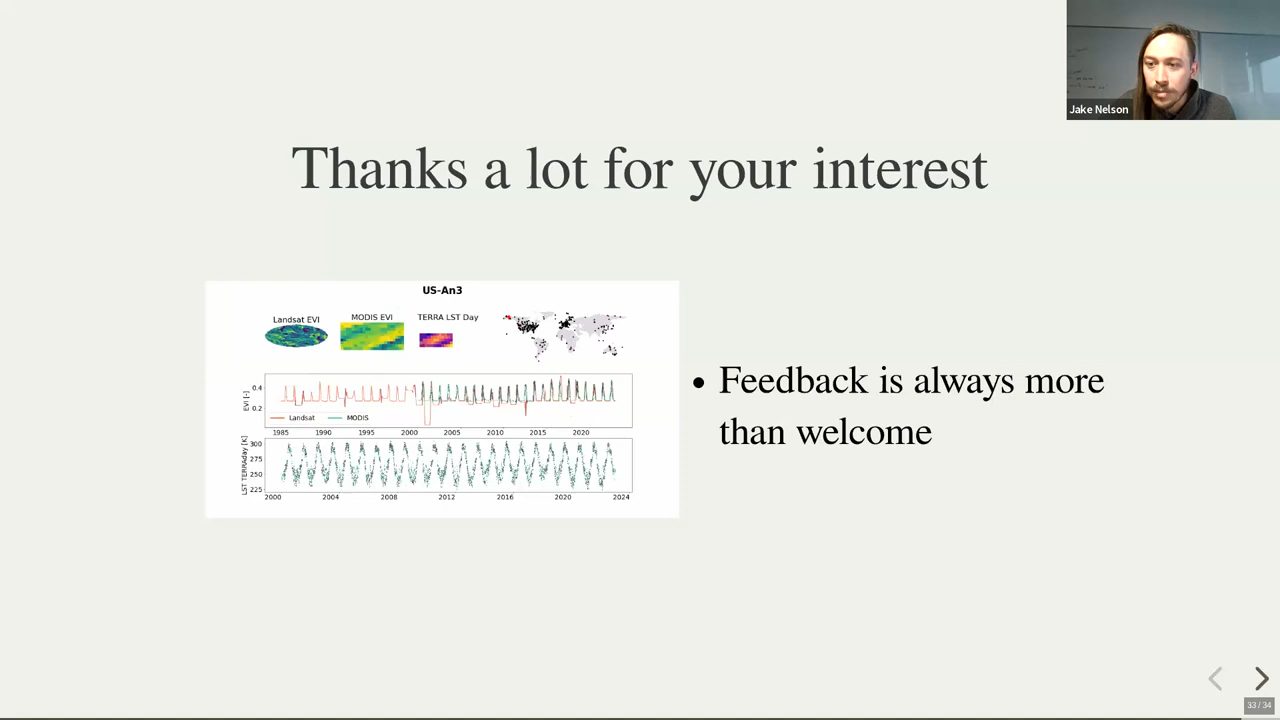 Jake Nelson
Thanks a lot for your interest
US-An3
Landsat EVI
MODIS EVI
TERRA LST Day
EVI [-]
0.4
0.2
Landsat
MODIS
1985 1990 1995 2000 2005 2010 2015 2020
LST TERRAday [K]
300
275
250
225
2000 2004 2008 2012 2016 2020 2024
• Feedback is always more
than welcome
33 / 34